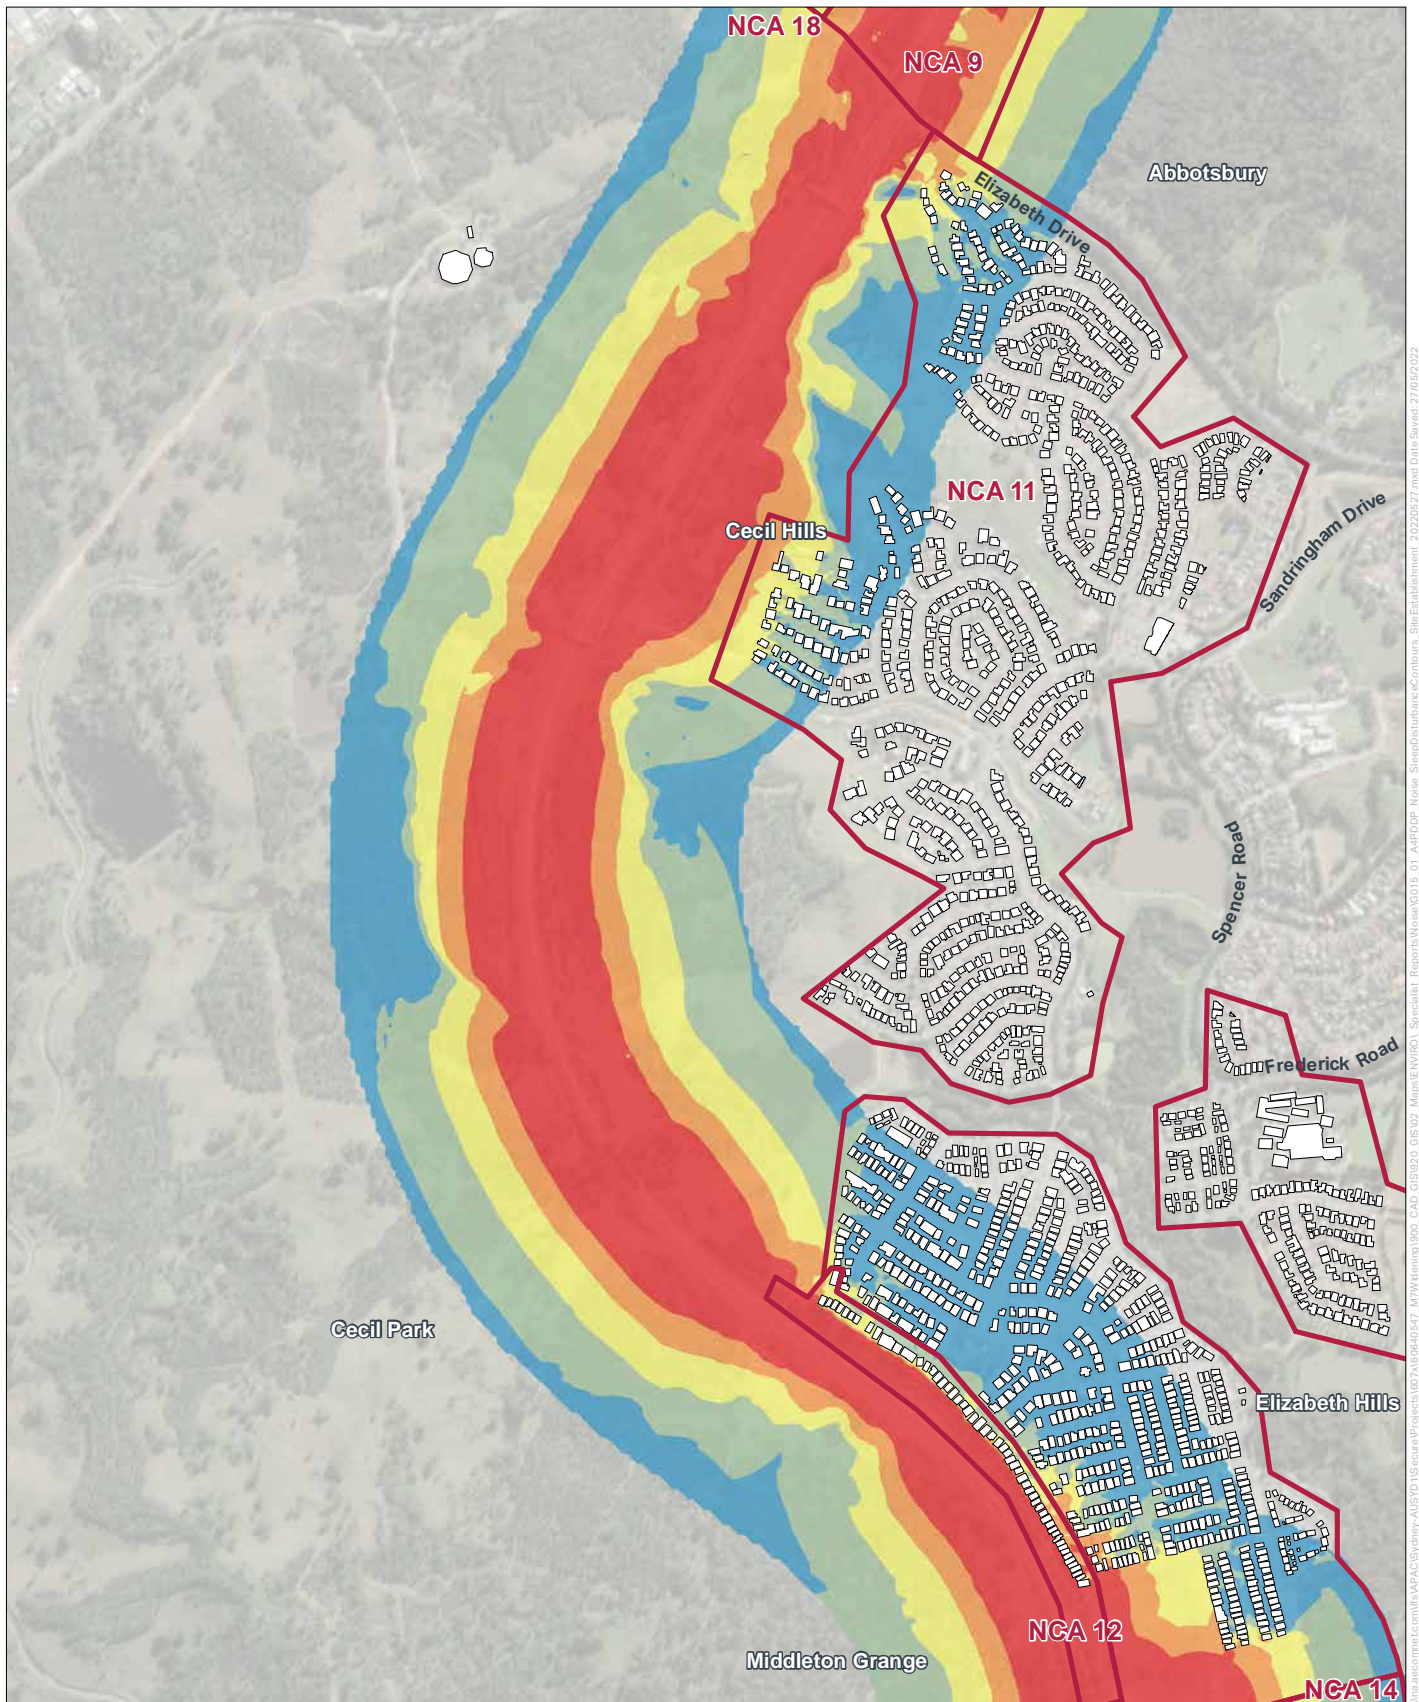 NCA 18
NCA 9
Abbotsbury
Elizabeth Drive
NCA 11
Cecil Hills
Sandringham Drive
Spencer Road
Frederick Road
Cecil Park
Elizabeth Hills
NCA 12
Middleton Grange
NCA 14